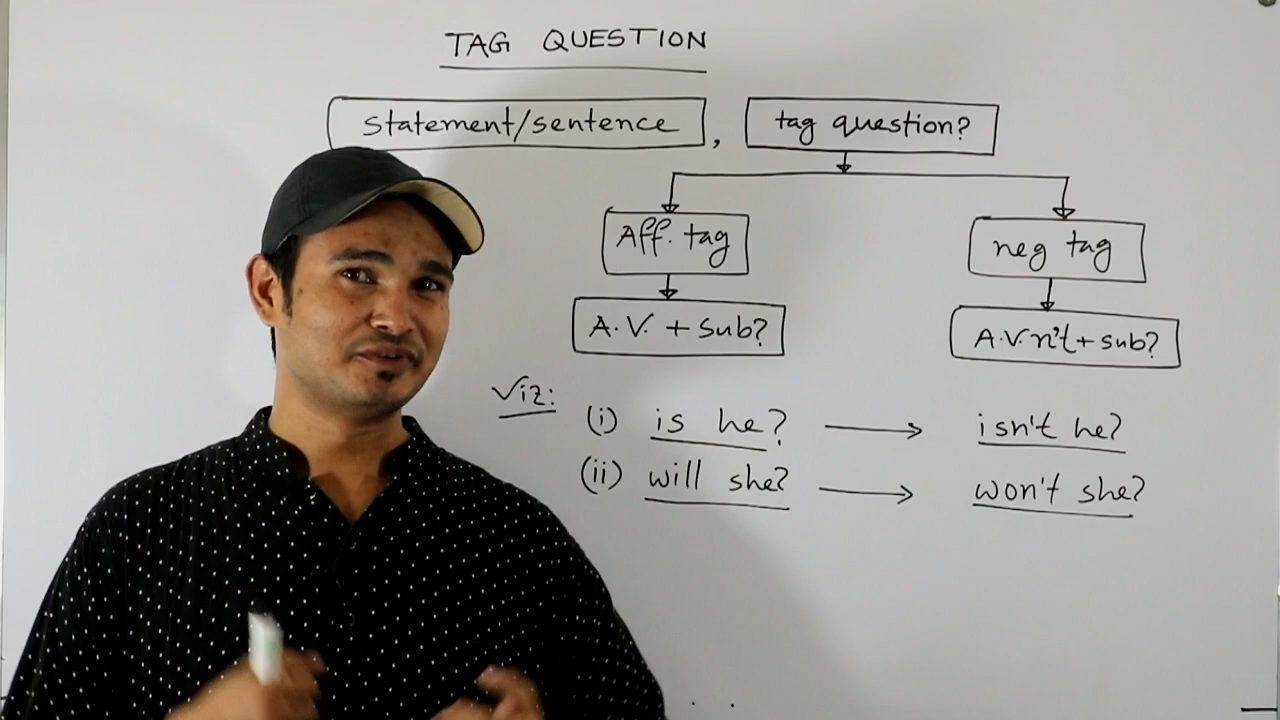 TAG QUESTION
statement/sentence, tag question?
Aff. tag neg tag
A.V. + sub? A.V. n't + sub?
Viz:
(i) is he? → isn't he?
(ii) will she? → won't she?